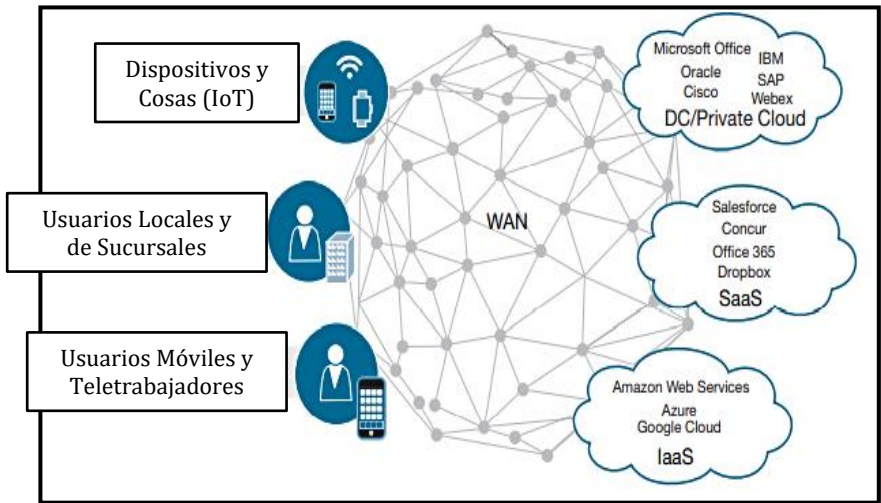 Dispositivos y
Cosas (IoT)
Usuarios Locales y
de Sucursales
Usuarios Móviles y
Teletrabajadores
WAN
Microsoft Office
IBM
Oracle
SAP
Cisco
Webex
DC/Private Cloud
Salesforce
Concur
Office 365
Dropbox
SaaS
Amazon Web Services
Azure
Google Cloud
IaaS